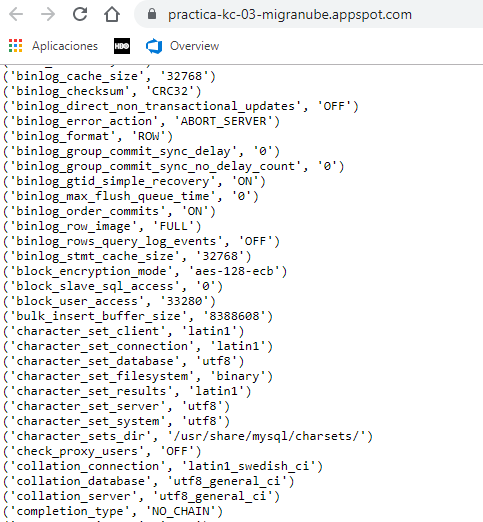 practica-kc-03-migranube.appspot.com
Aplicaciones HBO Overview
('binlog_cache_size', '32768')
('binlog_checksum', 'CRC32')
('binlog_direct_non_transactional_updates', 'OFF')
('binlog_error_action', 'ABORT_SERVER')
('binlog_format', 'ROW')
('binlog_group_commit_sync_delay', '0')
('binlog_group_commit_sync_no_delay_count', '0')
('binlog_gtid_simple_recovery', 'ON')
('binlog_max_flush_queue_time', '0')
('binlog_order_commits', 'ON')
('binlog_row_image', 'FULL')
('binlog_rows_query_log_events', 'OFF')
('binlog_stmt_cache_size', '32768')
('block_encryption_mode', 'aes-128-ecb')
('block_slave_sql_access', '0')
('block_user_access', '33280')
('bulk_insert_buffer_size', '8388608')
('character_set_client', 'latin1')
('character_set_connection', 'latin1')
('character_set_database', 'utf8')
('character_set_filesystem', 'binary')
('character_set_results', 'latin1')
('character_set_server', 'utf8')
('character_set_system', 'utf8')
('character_sets_dir', '/usr/share/mysql/charsets/')
('check_proxy_users', 'OFF')
('collation_connection', 'latin1_swedish_ci')
('collation_database', 'utf8_general_ci')
('collation_server', 'utf8_general_ci')
('completion_type', 'NO_CHAIN')